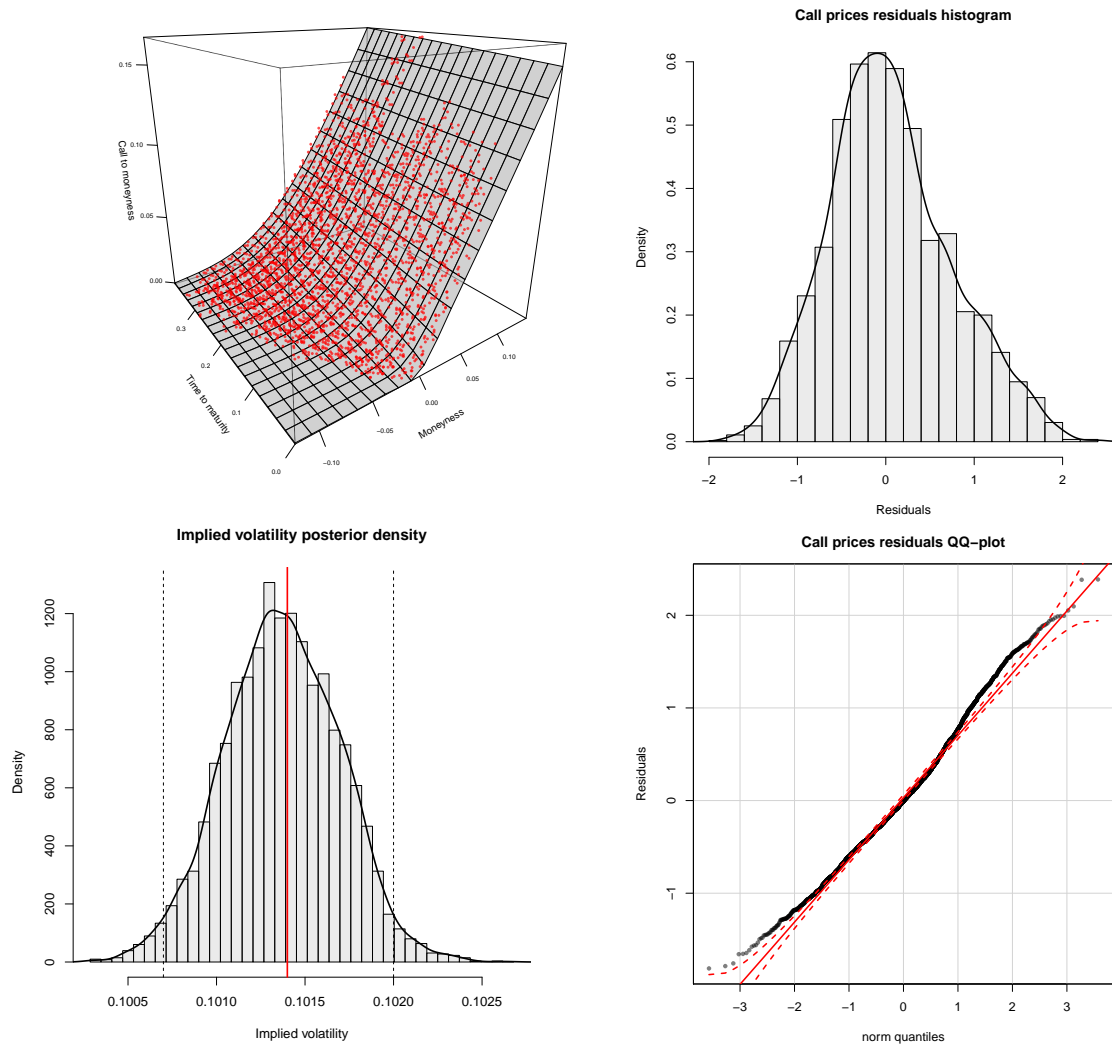 0.15
0.10
0.05
0.00
Call to moneyness
0.3
0.2
0.1
0.0
Time to maturity
−0.10
−0.05
0.00
0.05
0.10
Moneyness
Call prices residuals histogram
0.6
0.5
0.4
0.3
0.2
0.1
0.0
Density
−2 −1 0 1 2
Residuals
Implied volatility posterior density
1200
1000
800
600
400
200
0
Density
0.1005 0.1010 0.1015 0.1020 0.1025
Implied volatility
Call prices residuals QQ−plot
2
1
0
−1
Residuals
−3 −2 −1 0 1 2 3
norm quantiles